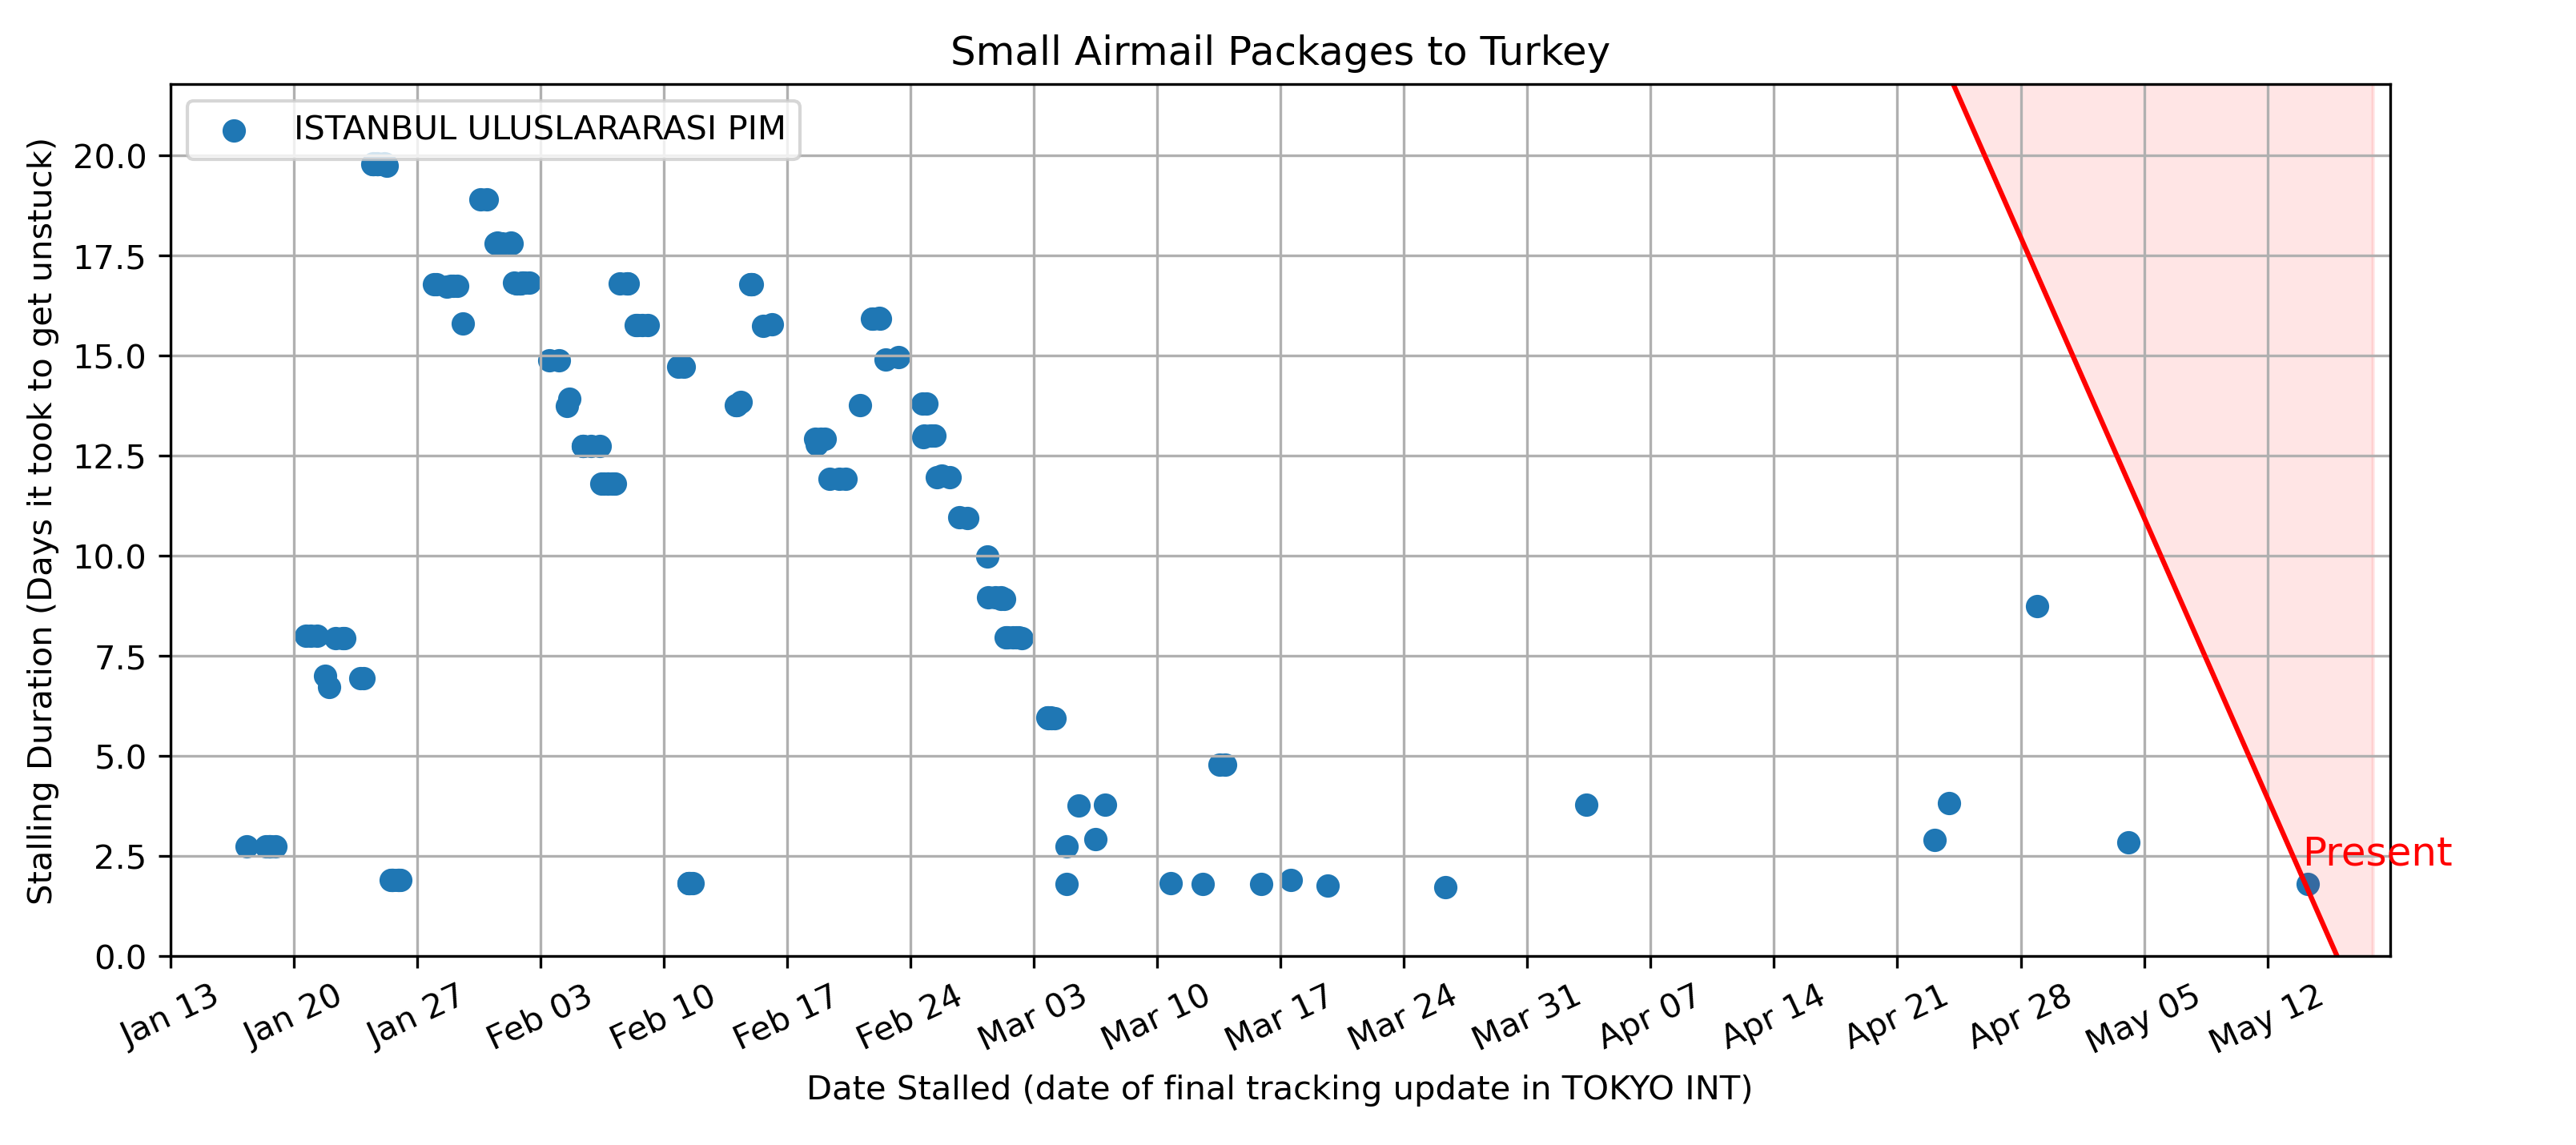 Small Airmail Packages to Turkey
ISTANBUL ULUSLARARASI PIM
Stalling Duration (Days it took to get unstuck)
20.0
17.5
15.0
12.5
10.0
7.5
5.0
2.5
0.0
Present
Jan 13
Jan 20
Jan 27
Feb 03
Feb 10
Feb 17
Feb 24
Mar 03
Mar 10
Mar 17
Mar 24
Mar 31
Apr 07
Apr 14
Apr 21
Apr 28
May 05
May 12
Date Stalled (date of final tracking update in TOKYO INT)